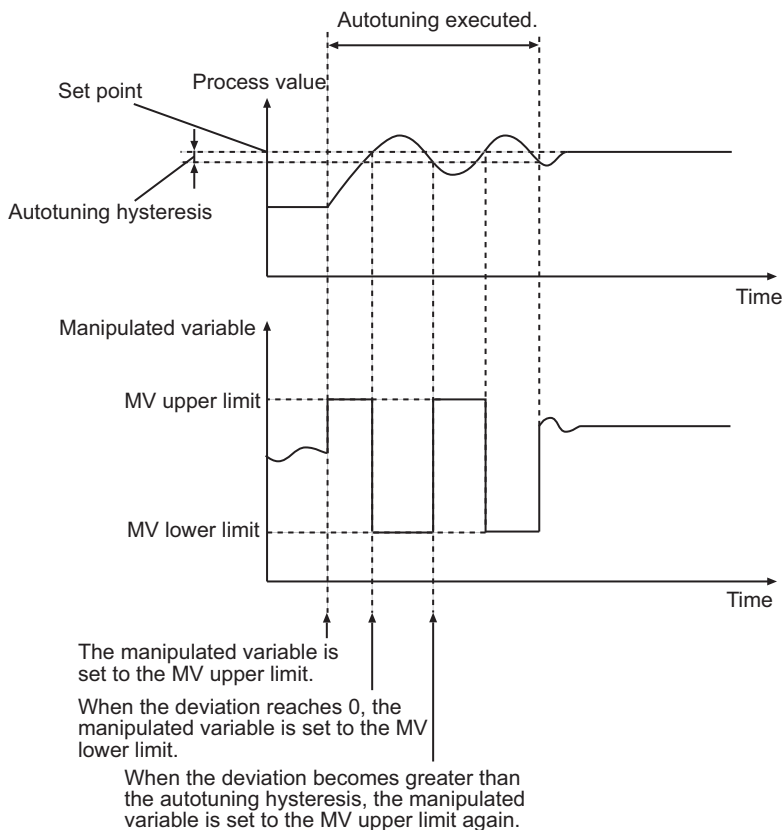 Autotuning executed.
Process value
Set point
Autotuning hysteresis
Time
Manipulated variable
MV upper limit
MV lower limit
Time
The manipulated variable is
set to the MV upper limit.
When the deviation reaches 0, the
manipulated variable is set to the MV
lower limit.
When the deviation becomes greater than
the autotuning hysteresis, the manipulated
variable is set to the MV upper limit again.